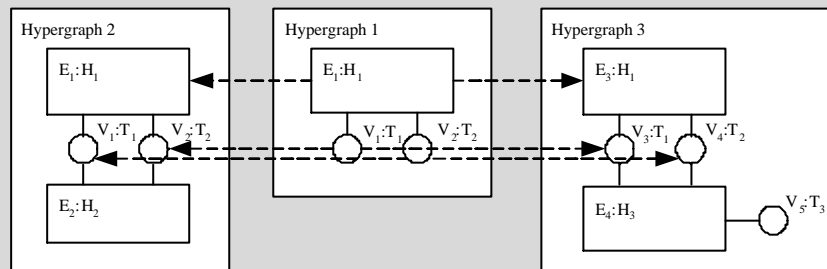 Hypergraph 2
E₁:H₁
V₁:T₁
V₂:T₂
E₂:H₂
Hypergraph 1
E₁:H₁
V₁:T₁
V₂:T₂
Hypergraph 3
E₃:H₁
V₃:T₁
V₄:T₂
E₄:H₃
V₅:T₃